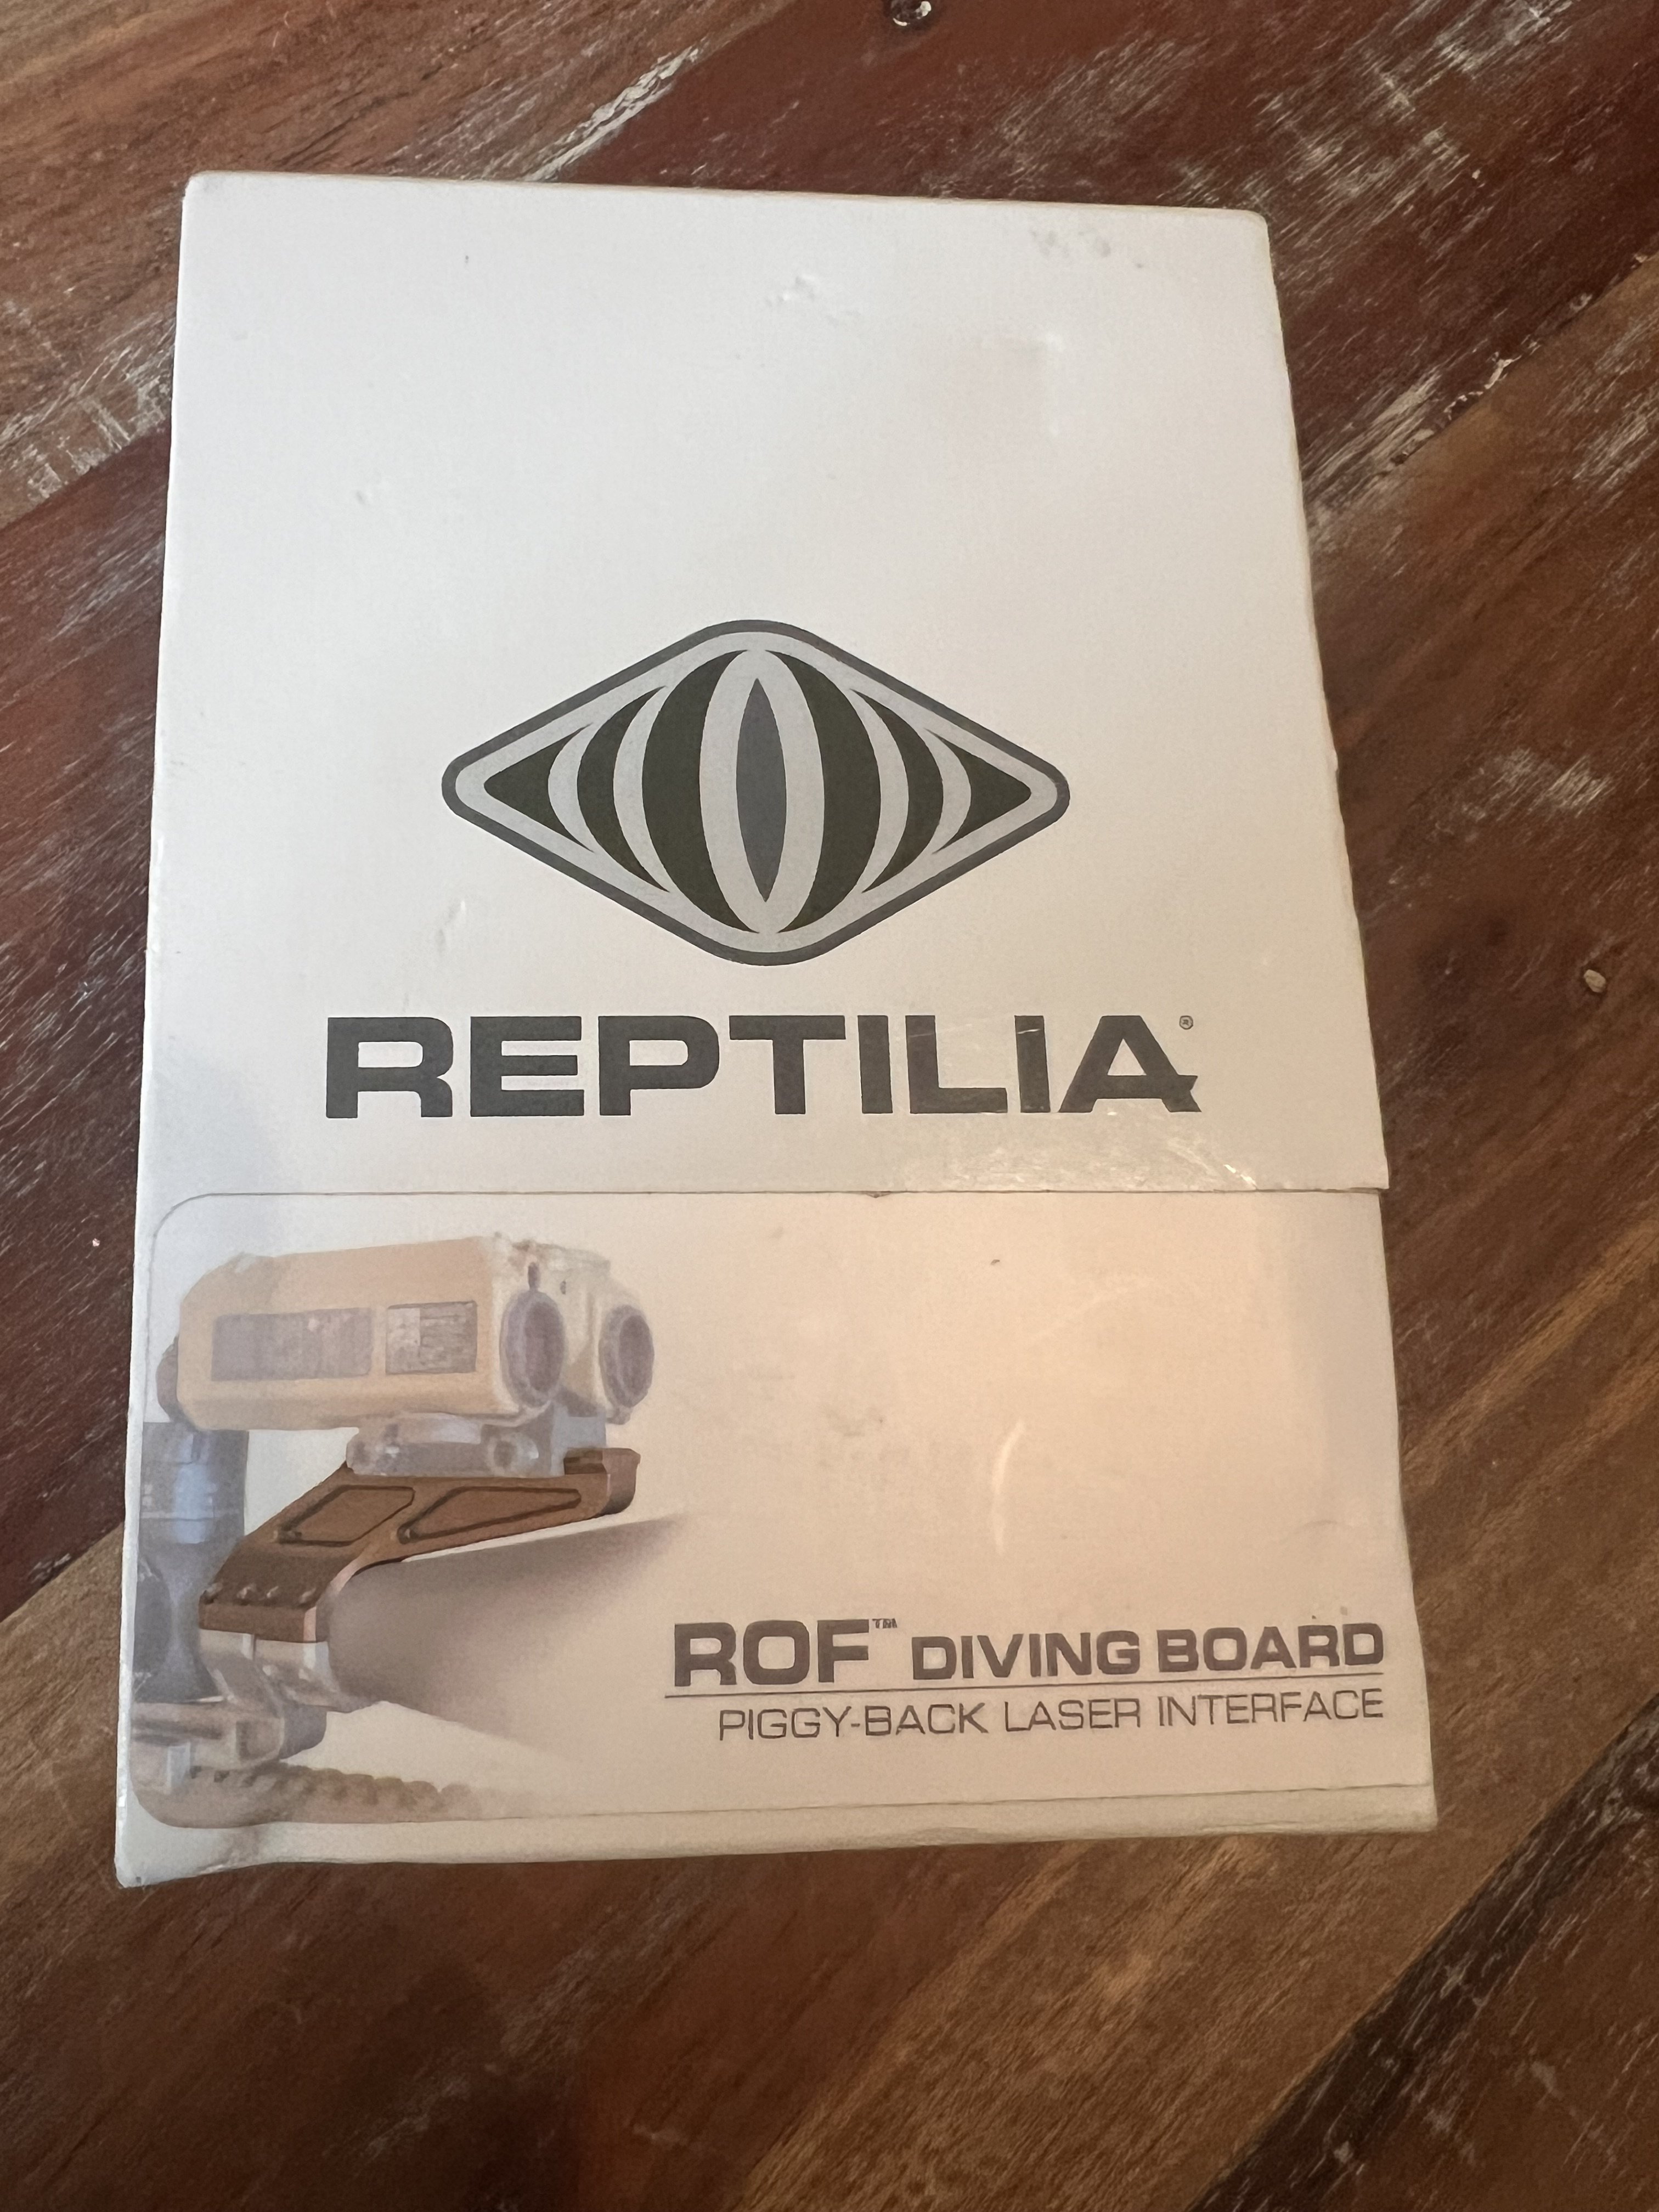 REPTILIA®
ROF™ DIVING BOARD
PIGGY-BACK LASER INTERFACE